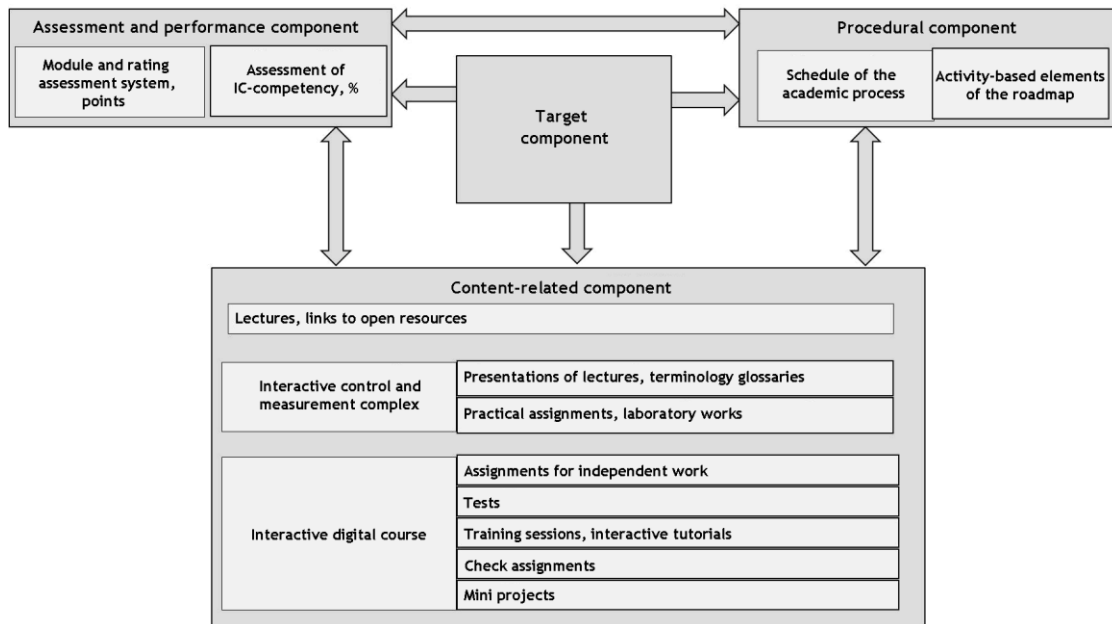 Assessment and performance component
Module and rating
assessment system,
points
Assessment of
IC-competency, %
Target
component
Procedural component
Schedule of the
academic process
Activity-based elements
of the roadmap
Content-related component
Lectures, links to open resources
Interactive control and
measurement complex
Presentations of lectures, terminology glossaries
Practical assignments, laboratory works
Interactive digital course
Assignments for independent work
Tests
Training sessions, interactive tutorials
Check assignments
Mini projects